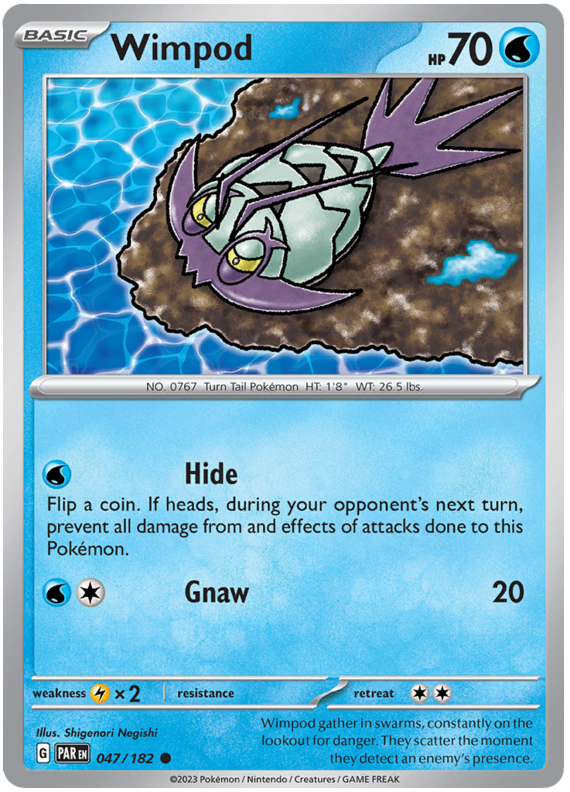 BASIC
Wimpod
HP 70
NO. 0767 Turn Tail Pokémon HT: 1'8" WT: 26.5 lbs.
Hide
Flip a coin. If heads, during your opponent's next turn,
prevent all damage from and effects of attacks done to this
Pokémon.
Gnaw 20
weakness ×2 resistance retreat
Illus. Shigenori Negishi
Wimpod gather in swarms, constantly on the
lookout for danger. They scatter the moment
they detect an enemy's presence.
G PAR EN 047/182
©2023 Pokémon / Nintendo / Creatures / GAME FREAK